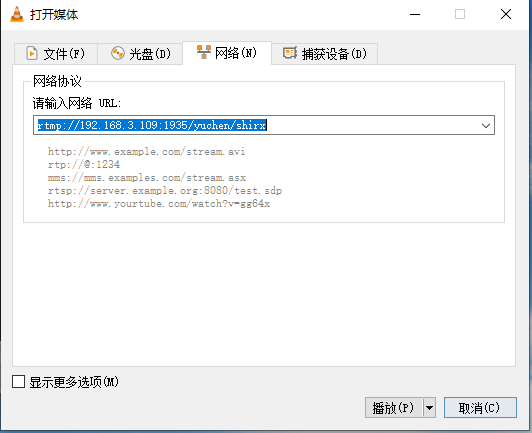 打开媒体
文件(F) 光盘(D) 网络(N) 捕获设备(D)
网络协议
请输入网络 URL:
rtmp://192.168.3.109:1935/yuchen/shirx
http://www.example.com/stream.avi
rtp://@:1234
mms://mms.examples.com/stream.asx
rtsp://server.example.org:8080/test.sdp
http://www.yourtube.com/watch?v=gg64x
显示更多选项(M)
播放(P) 取消(C)